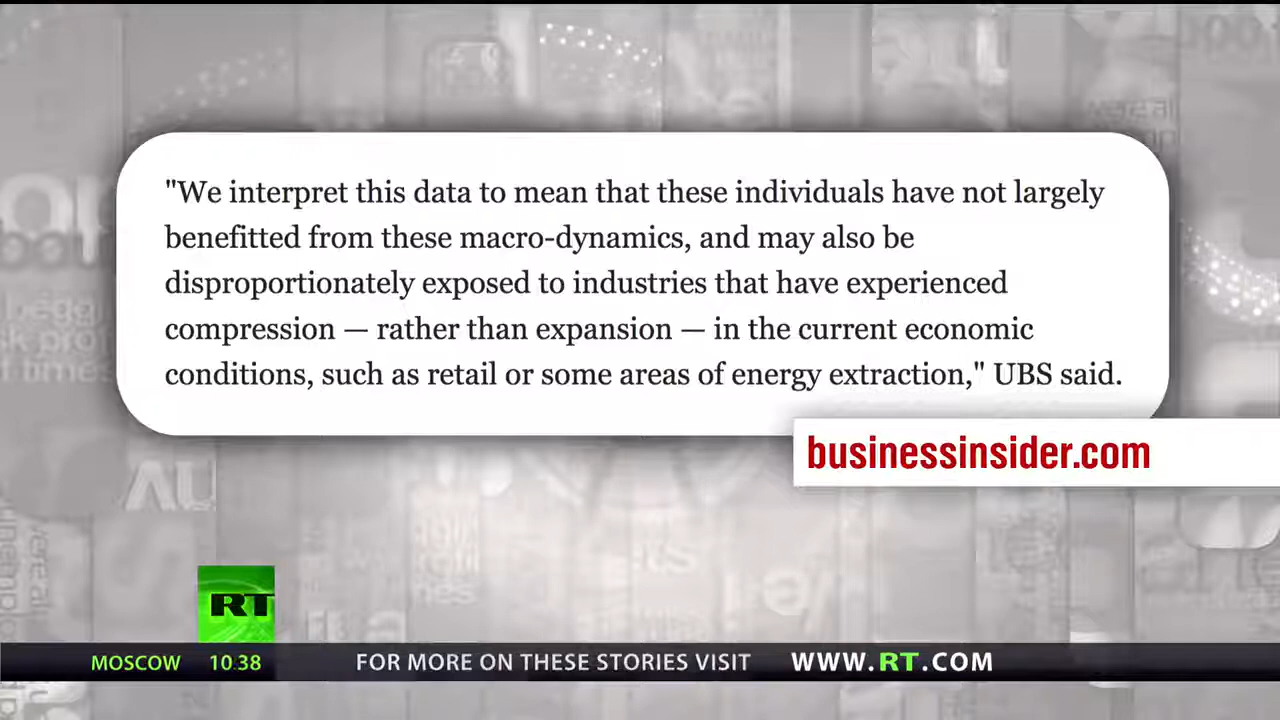 "We interpret this data to mean that these individuals have not largely
benefitted from these macro-dynamics, and may also be
disproportionately exposed to industries that have experienced
compression — rather than expansion — in the current economic
conditions, such as retail or some areas of energy extraction," UBS said.
businessinsider.com
RT
MOSCOW 10.38 FOR MORE ON THESE STORIES VISIT WWW.RT.COM